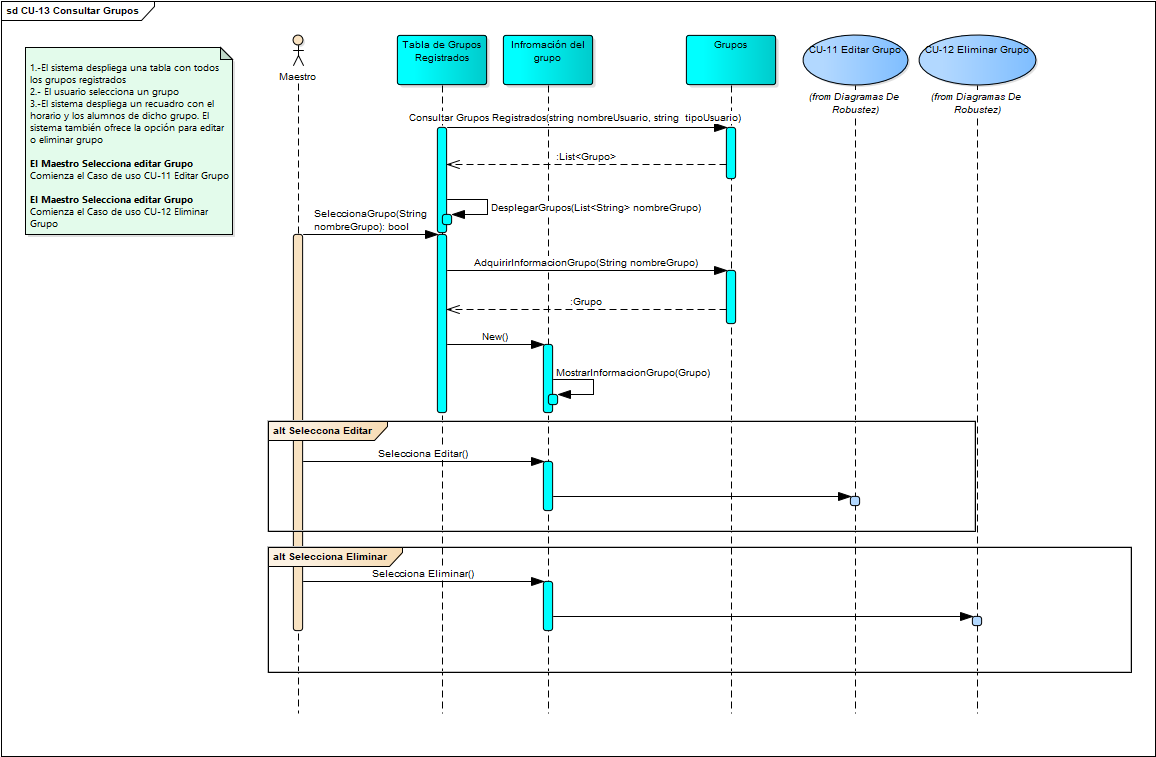 sd CU-13 Consultar Grupos
1.-El sistema despliega una tabla con todos
los grupos registrados
2.- El usuario selecciona un grupo
3.-El sistema despliega un recuadro con el
horario y los alumnos de dicho grupo. El
sistema también ofrece la opción para editar
o eliminar grupo
El Maestro Selecciona editar Grupo
Comienza el Caso de uso CU-11 Editar Grupo
El Maestro Selecciona editar Grupo
Comienza el Caso de uso CU-12 Eliminar
Grupo
Maestro
Tabla de Grupos
Registrados
Infromación del
grupo
Grupos
CU-11 Editar Grupo
(from Diagramas De
Robustez)
CU-12 Eliminar Grupo
(from Diagramas De
Robustez)
Consultar Grupos Registrados(string nombreUsuario, string tipoUsuario)
:List<Grupo>
DesplegarGrupos(List<String> nombreGrupo)
SeleccionaGrupo(String
nombreGrupo): bool
AdquirirInformacionGrupo(String nombreGrupo)
:Grupo
New()
MostrarInformacionGrupo(Grupo)
alt Seleccona Editar
Selecciona Editar()
alt Selecciona Eliminar
Selecciona Eliminar()